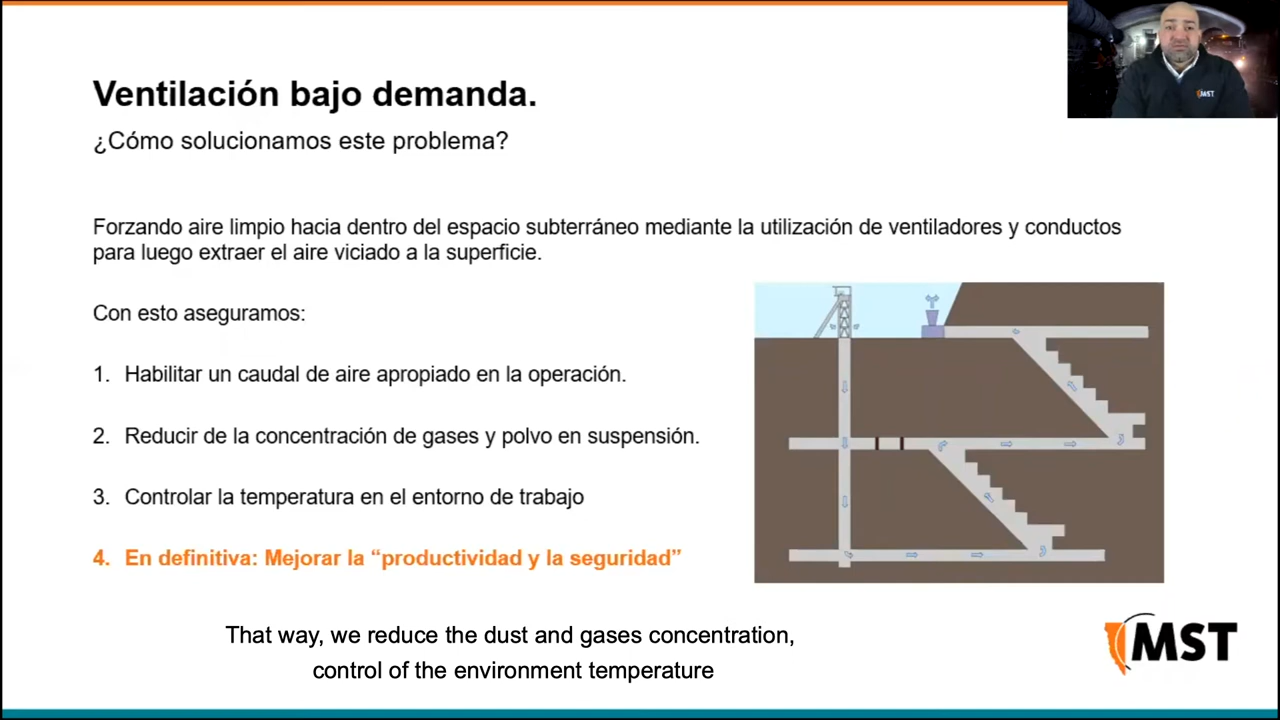 Ventilación bajo demanda.
¿Cómo solucionamos este problema?
Forzando aire limpio hacia dentro del espacio subterráneo mediante la utilización de ventiladores y conductos
para luego extraer el aire viciado a la superficie.
Con esto aseguramos:
1. Habilitar un caudal de aire apropiado en la operación.
2. Reducir de la concentración de gases y polvo en suspensión.
3. Controlar la temperatura en el entorno de trabajo
4. En definitiva: Mejorar la “productividad y la seguridad”
That way, we reduce the dust and gases concentration,
control of the environment temperature
MST
MST